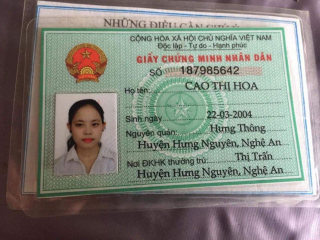 NHỮNG ĐIỀU CẦN
CỘNG HÒA XÃ HỘI CHỦ NGHĨA VIỆT NAM
Độc lập - Tự do - Hạnh phúc
GIẤY CHỨNG MINH NHÂN DÂN
SỐ 187985642
Họ tên: CAO THỊ HOA
Sinh ngày 22-03-2004
Nguyên quán: Hưng Thông
Huyện Hưng Nguyên, Nghệ An
Nơi ĐKHK thường trú: Thị Trấn
Huyện Hưng Nguyên, Nghệ An